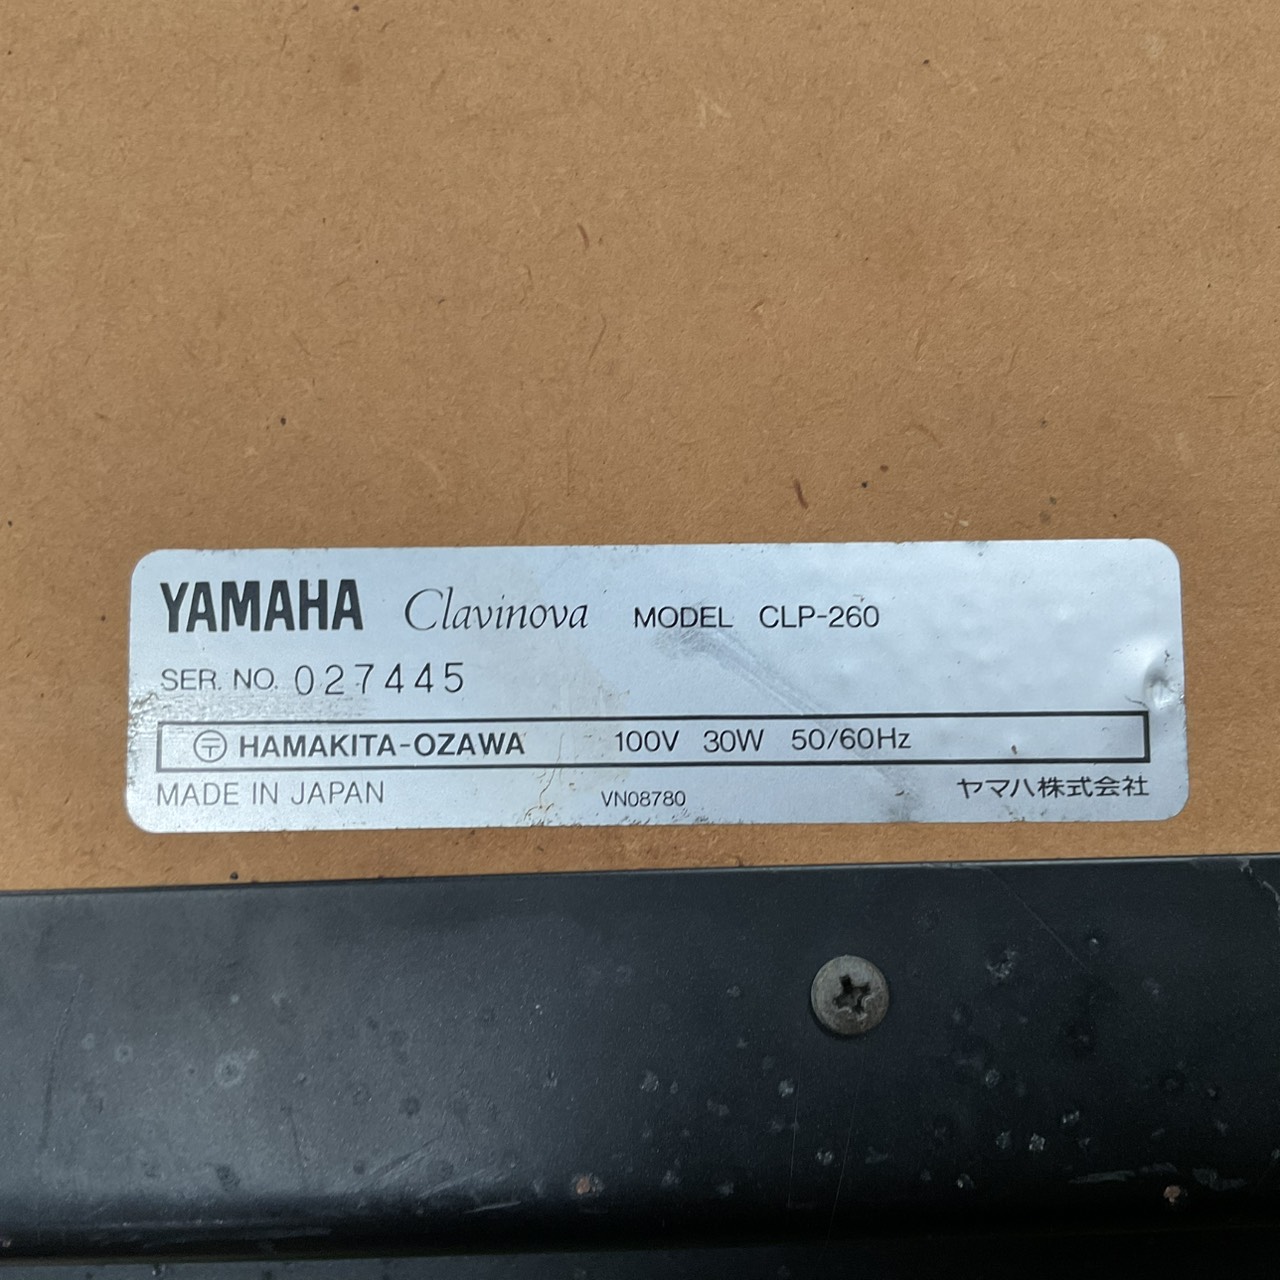 YAMAHA Clavinova MODEL CLP-260
SER. NO. 027445
〒 HAMAKITA-OZAWA 100V 30W 50/60Hz
MADE IN JAPAN VN08780 ヤマハ株式会社